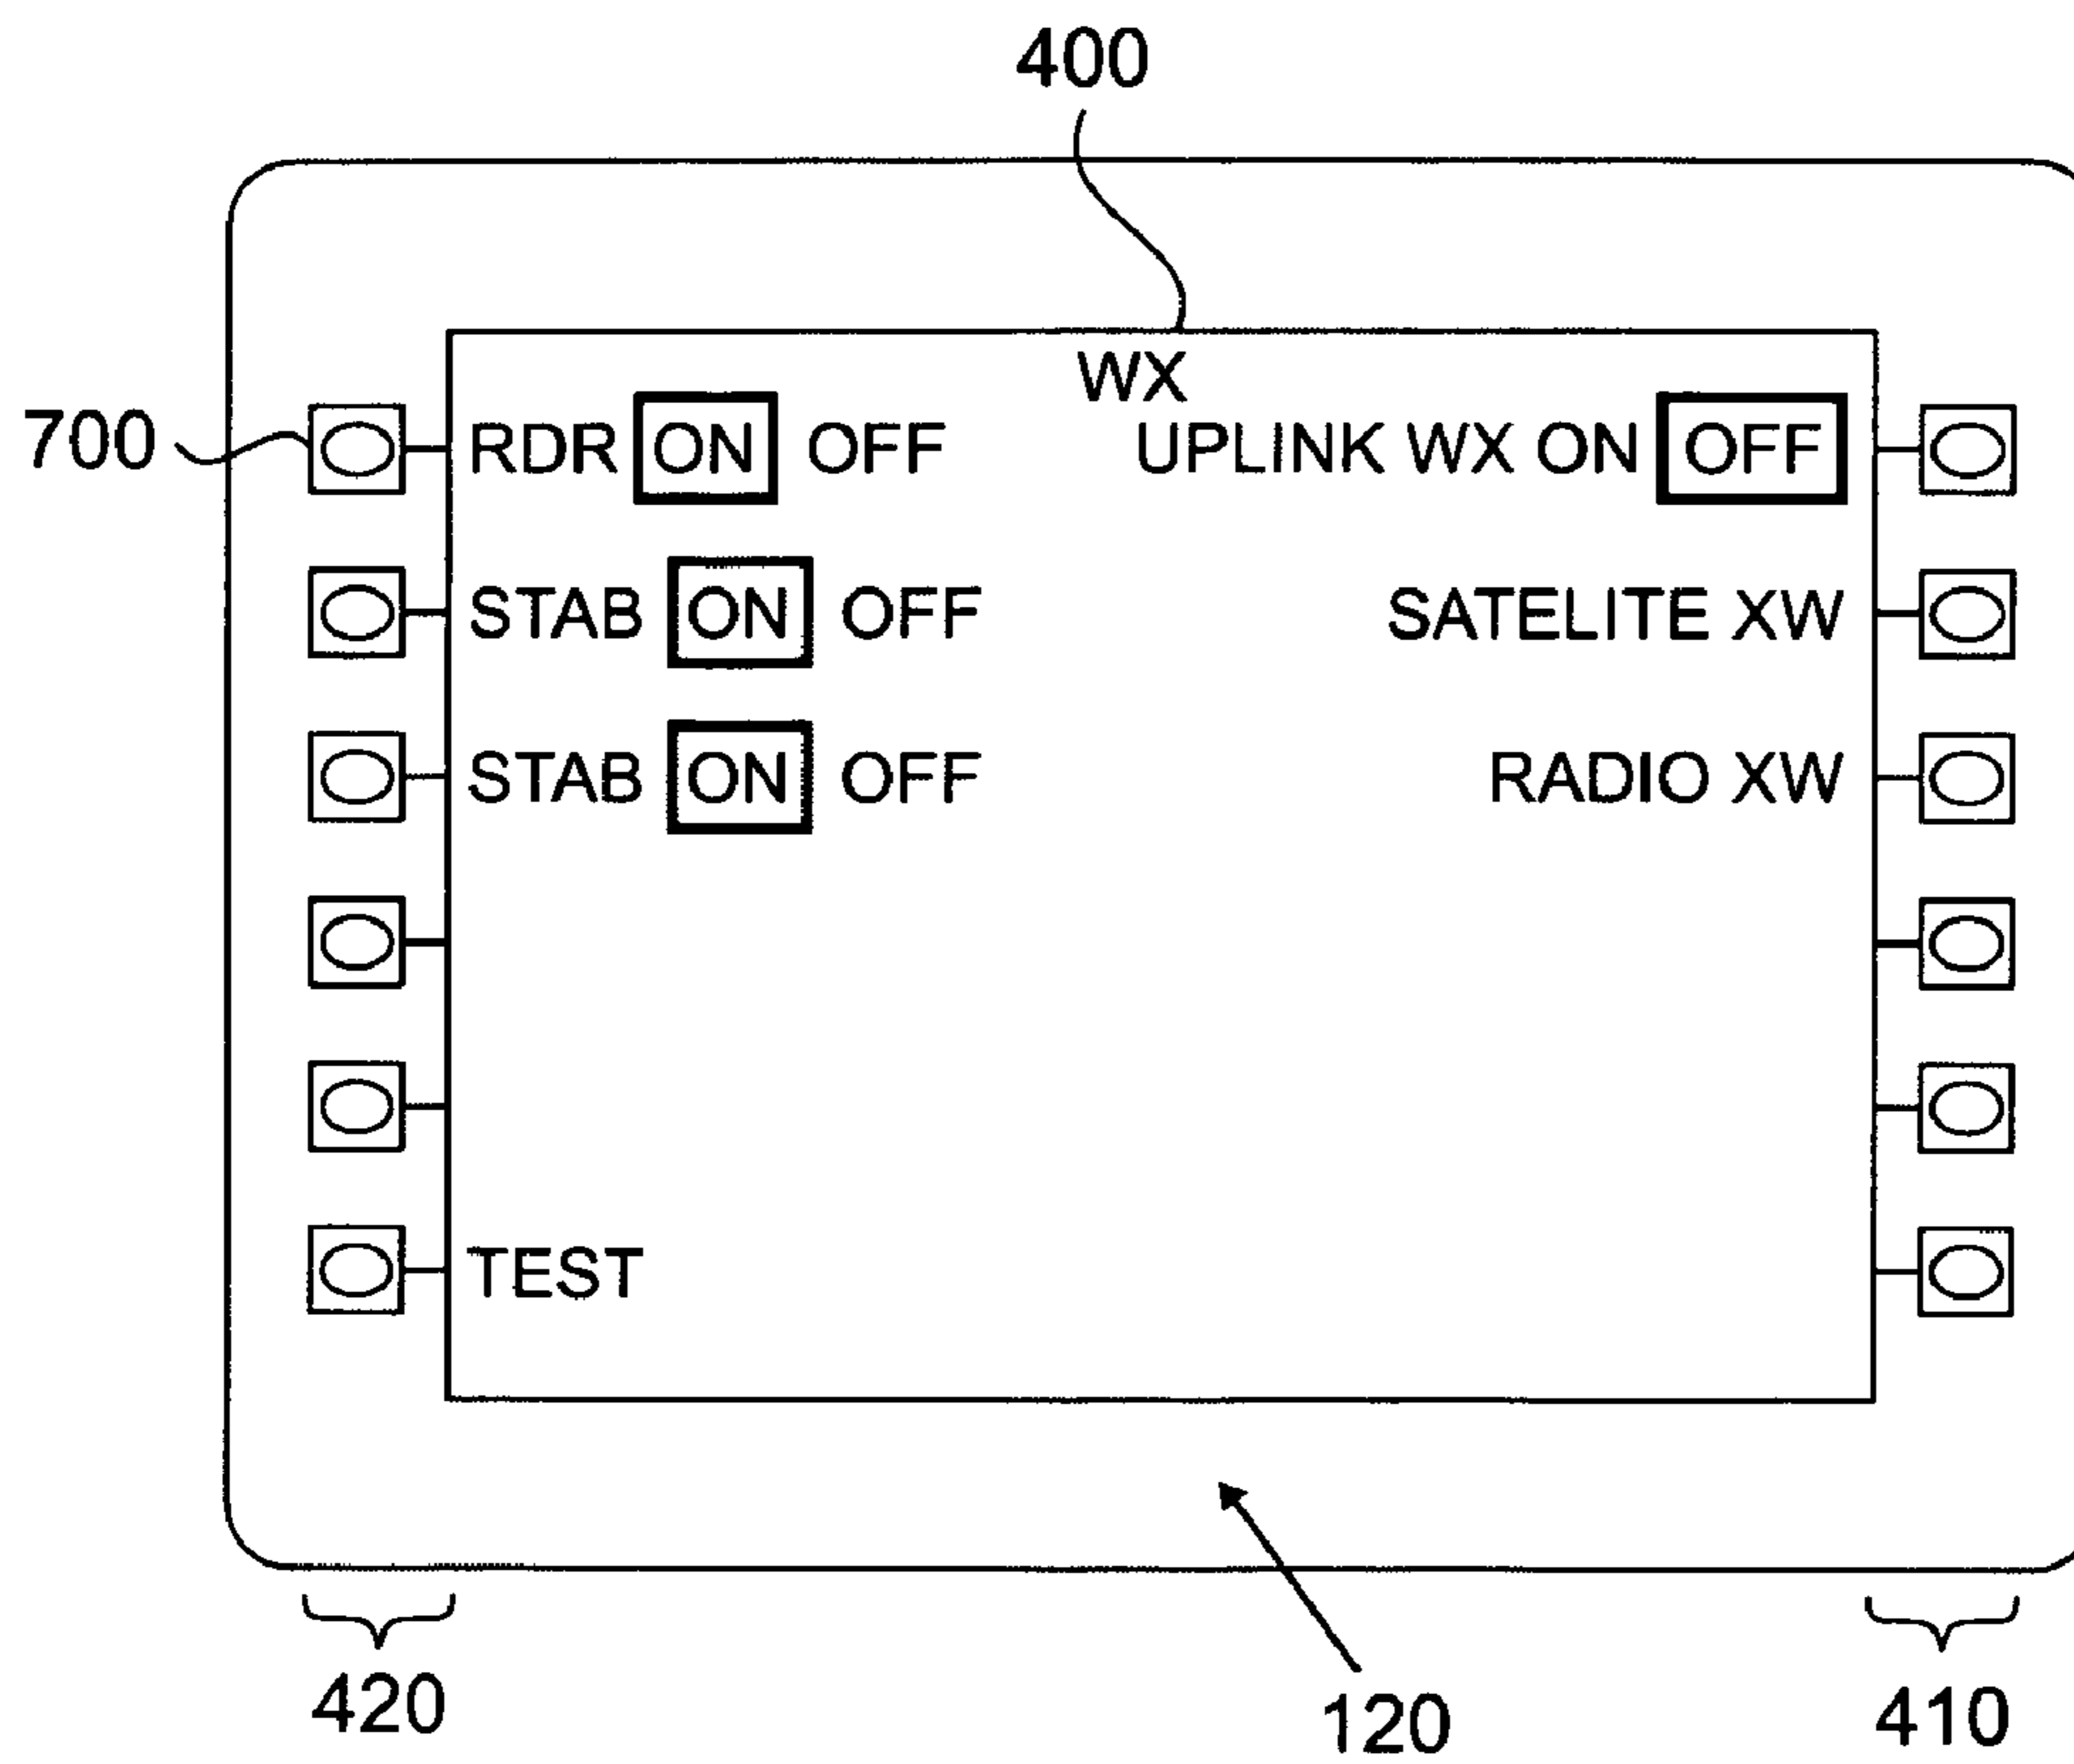 400
WX
700 RDR ON OFF UPLINK WX ON OFF
STAB ON OFF SATELITE XW
STAB ON OFF RADIO XW
TEST
420 120 410